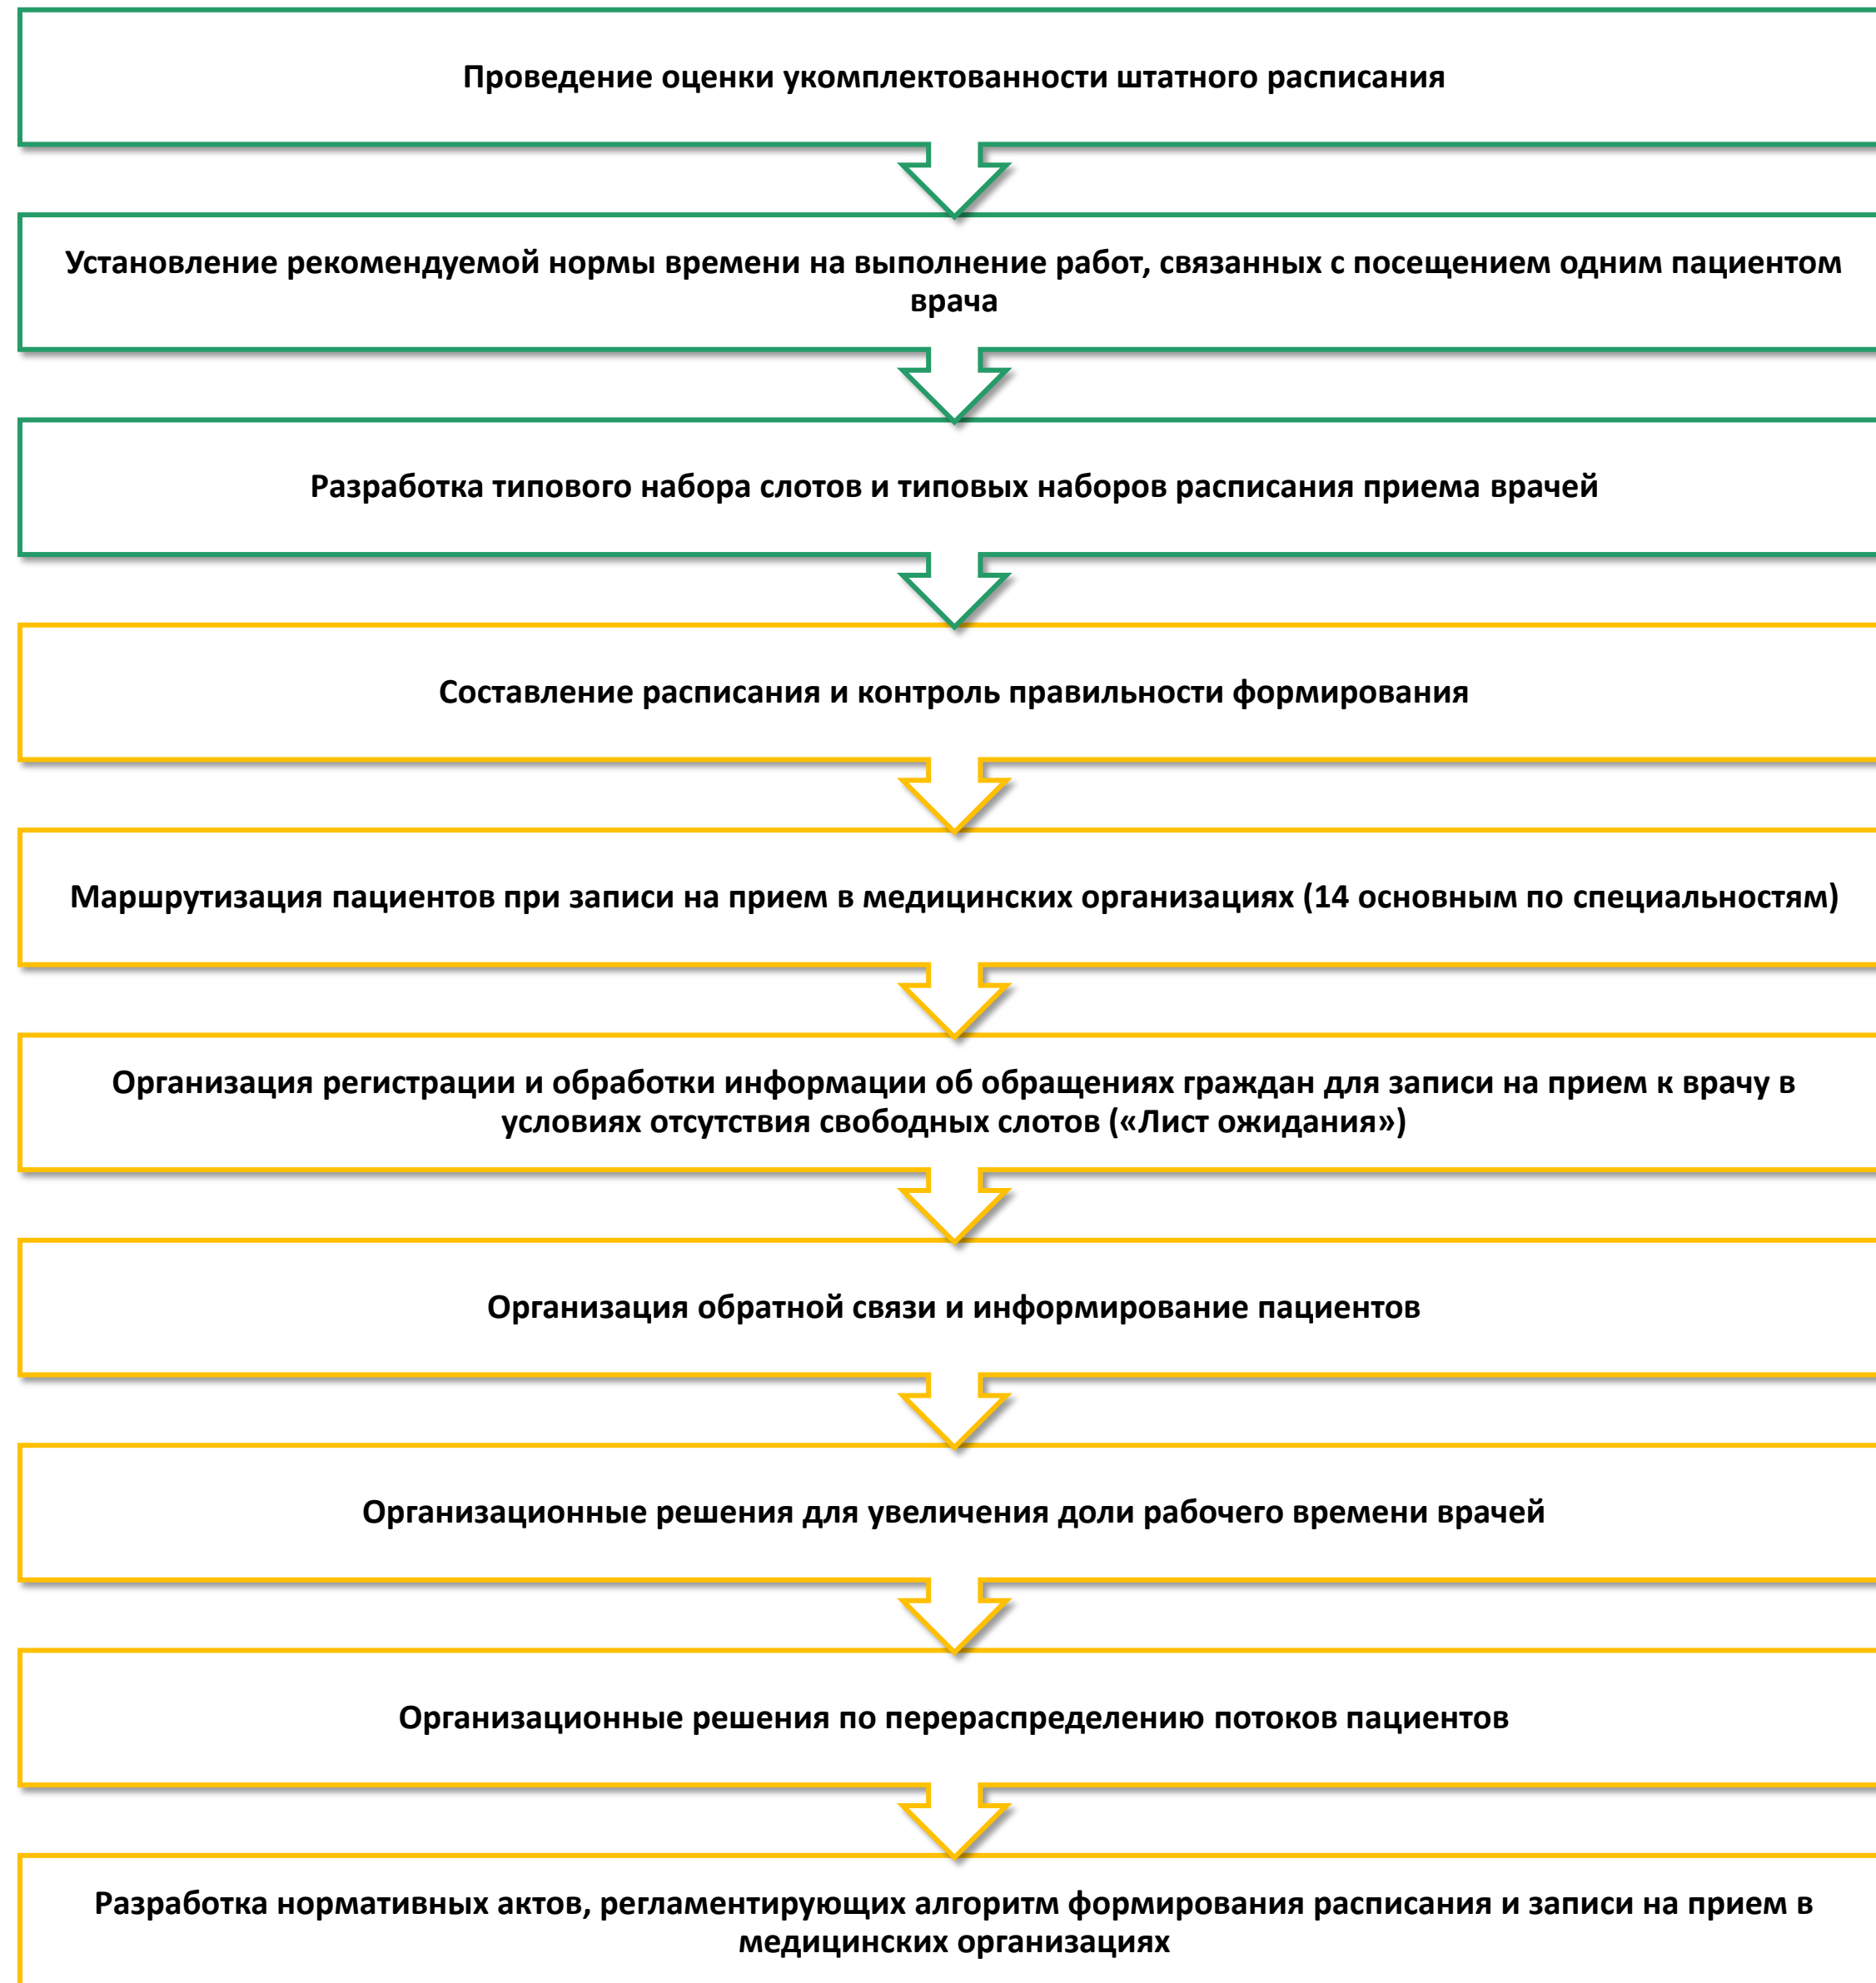 Проведение оценки укомплектованности штатного расписания
Установление рекомендуемой нормы времени на выполнение работ, связанных с посещением одним пациентом
врача
Разработка типового набора слотов и типовых наборов расписания приема врачей
Составление расписания и контроль правильности формирования
Маршрутизация пациентов при записи на прием в медицинских организациях (14 основным по специальностям)
Организация регистрации и обработки информации об обращениях граждан для записи на прием к врачу в
условиях отсутствия свободных слотов («Лист ожидания»)
Организация обратной связи и информирование пациентов
Организационные решения для увеличения доли рабочего времени врачей
Организационные решения по перераспределению потоков пациентов
Разработка нормативных актов, регламентирующих алгоритм формирования расписания и записи на прием в
медицинских организациях